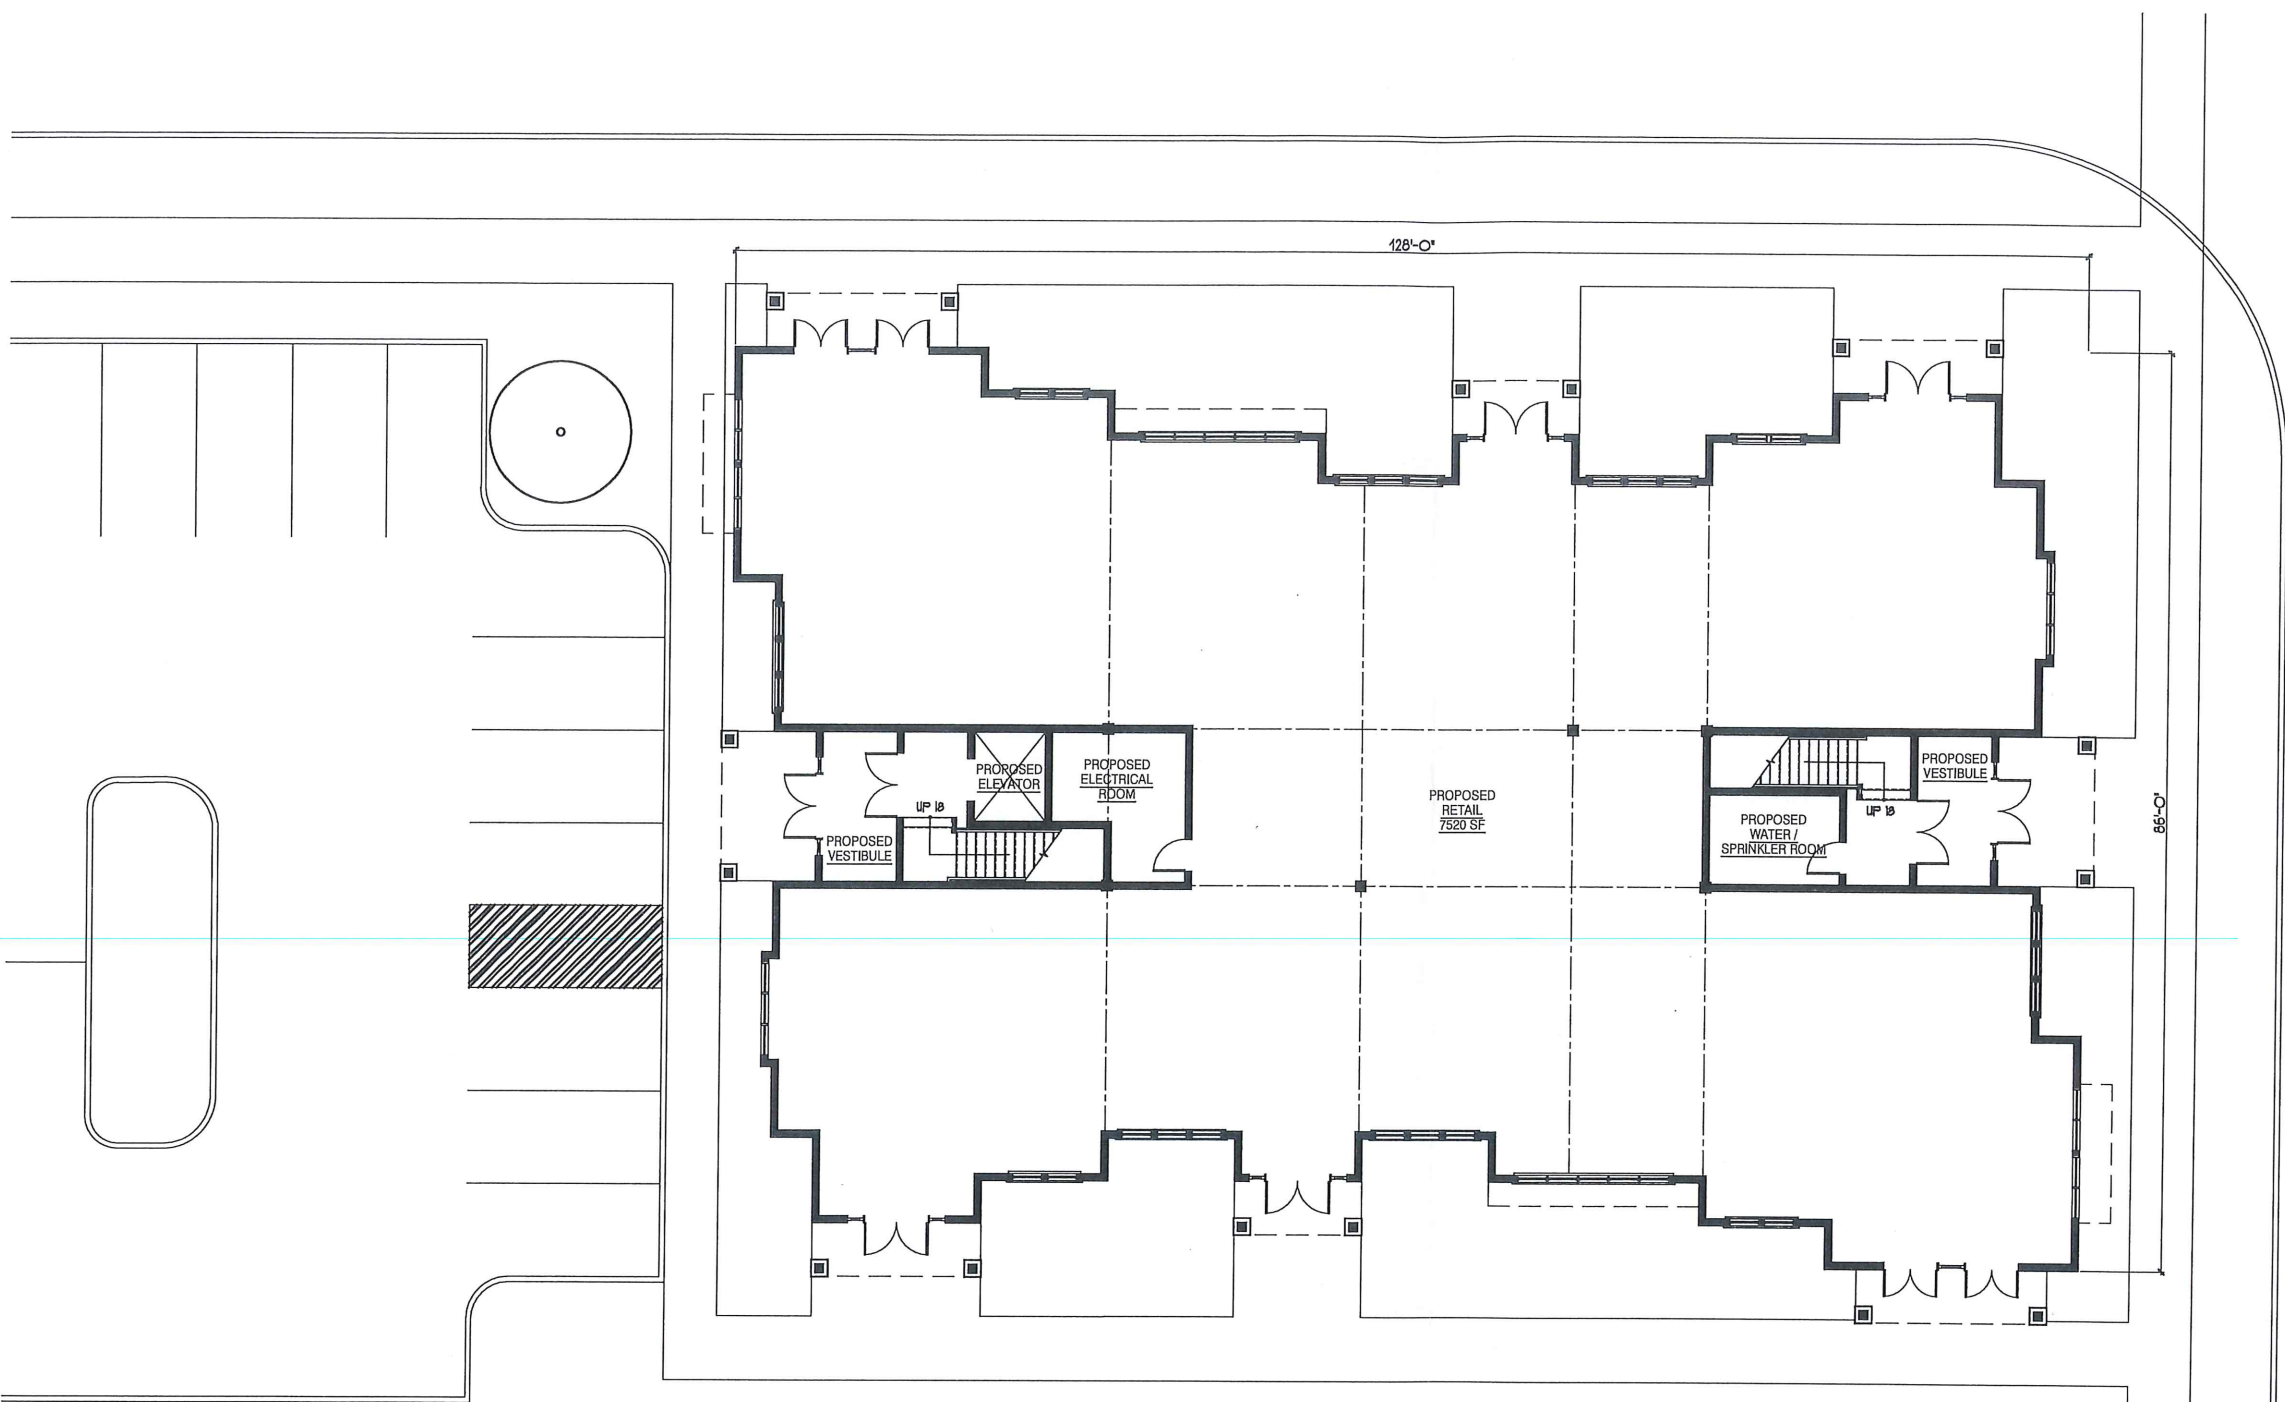 128'-0"
PROPOSED
ELEVATOR
PROPOSED
ELECTRICAL
ROOM
UP 18
PROPOSED
VESTIBULE
PROPOSED
RETAIL
7520 SF
PROPOSED
VESTIBULE
UP 18
PROPOSED
WATER /
SPRINKLER ROOM
86'-0"